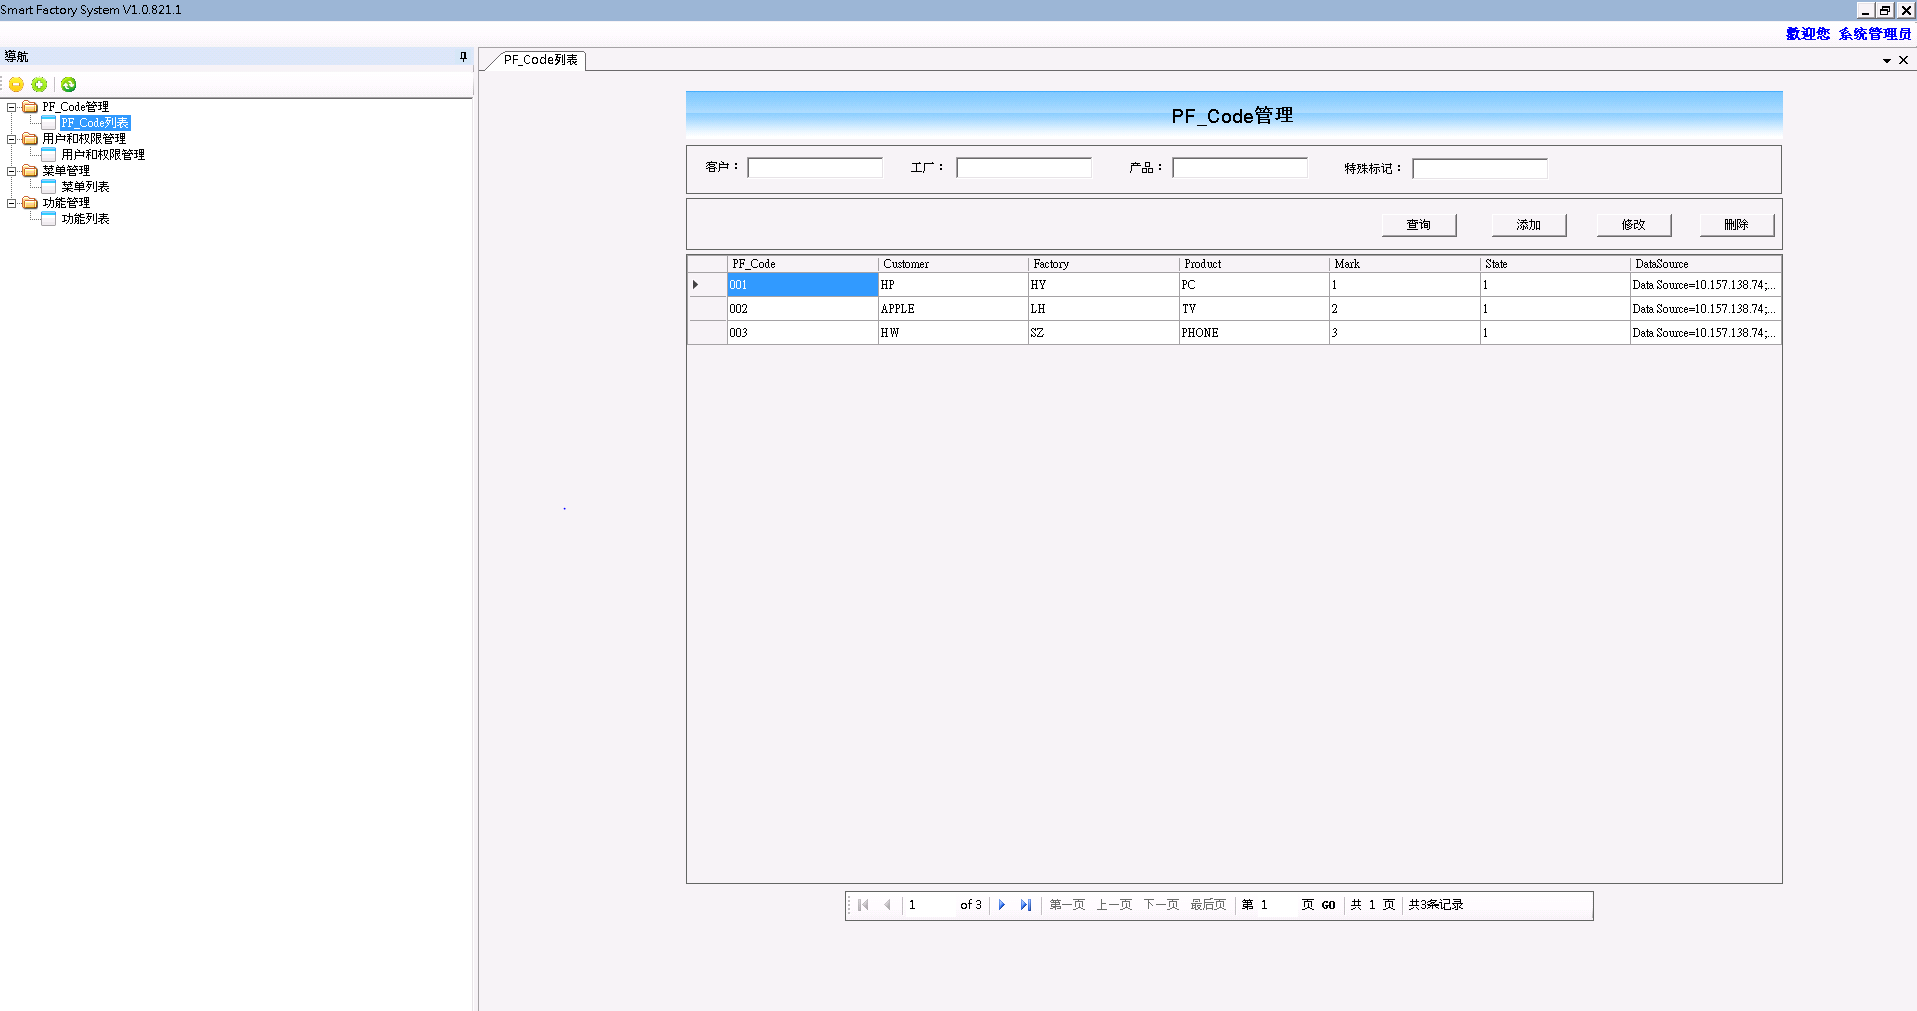 Smart Factory System V1.0.821.1
歡迎您 系统管理员
導航
PF_Code列表
PF_Code管理
PF_Code列表
用户和权限管理
用户和权限管理
菜单管理
菜单列表
功能管理
功能列表
PF_Code管理
客户： 工厂： 产品： 特殊标记：
查询 添加 修改 删除
PF_Code Customer Factory Product Mark State DataSource
001 HP HY PC 1 1 Data Source=10.157.138.74;...
002 APPLE LH TV 2 1 Data Source=10.157.138.74;...
003 HW SZ PHONE 3 1 Data Source=10.157.138.74;...
1 of 3 第一页 上一页 下一页 最后页 第 1 页 GO 共 1 页 共3条记录